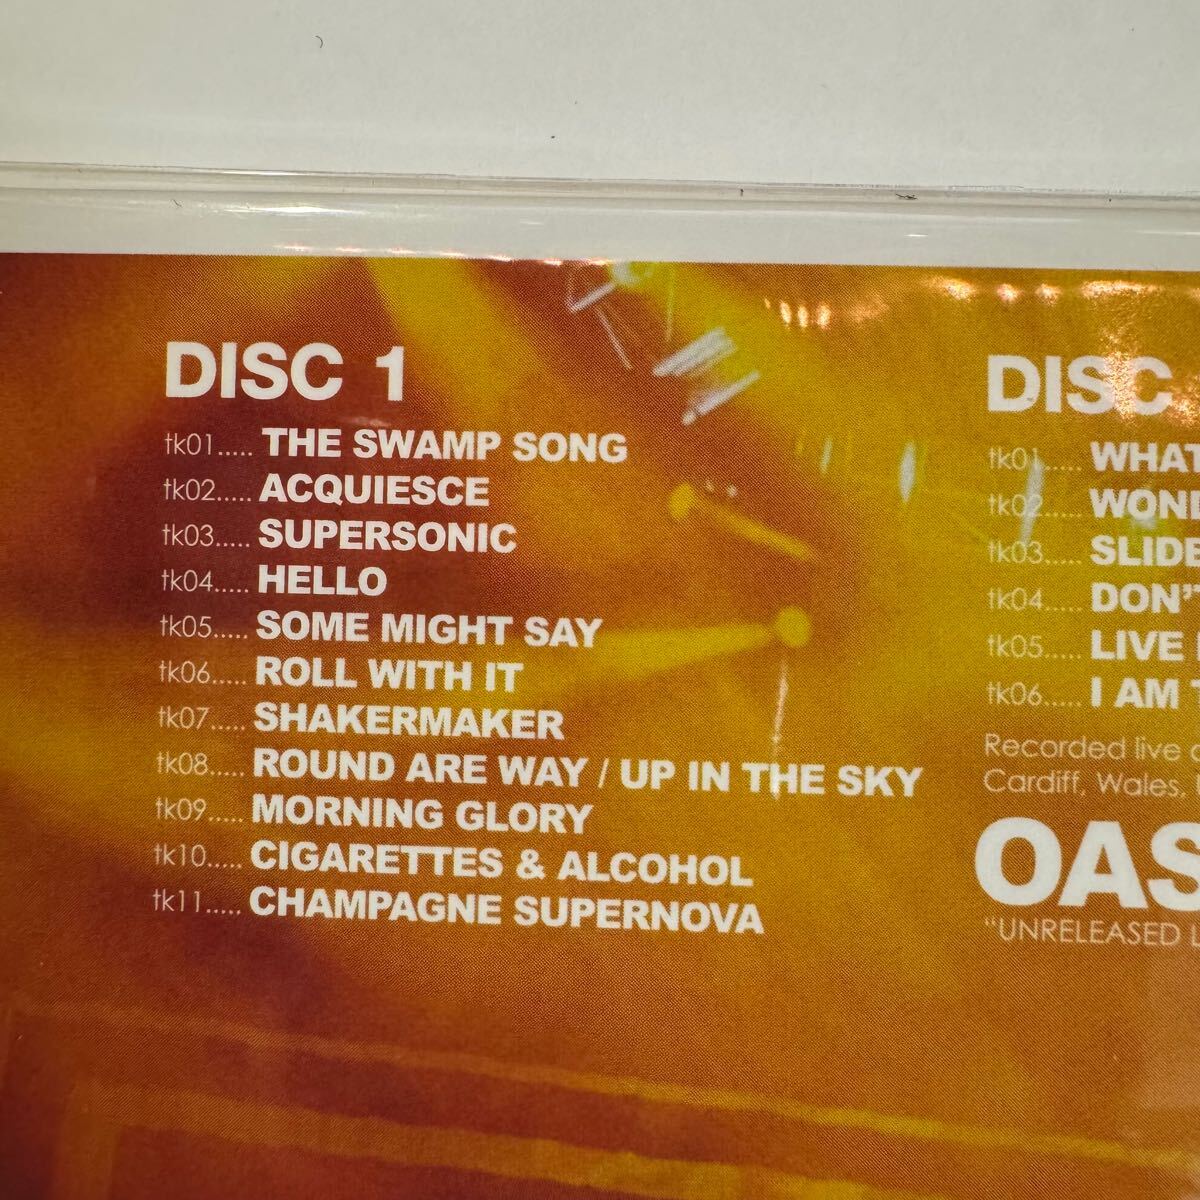 DISC 1
tk01..... THE SWAMP SONG
tk02..... ACQUIESCE
tk03..... SUPERSONIC
tk04..... HELLO
tk05..... SOME MIGHT SAY
tk06..... ROLL WITH IT
tk07..... SHAKERMAKER
tk08..... ROUND ARE WAY / UP IN THE SKY
tk09..... MORNING GLORY
tk10..... CIGARETTES & ALCOHOL
tk11..... CHAMPAGNE SUPERNOVA
DISC
tk01..... WHAT
tk02..... WOND
tk03..... SLIDE
tk04..... DON'
tk05..... LIVE
tk06..... I AM
Recorded live
Cardiff, Wales,
OAS
"UNRELEASED L